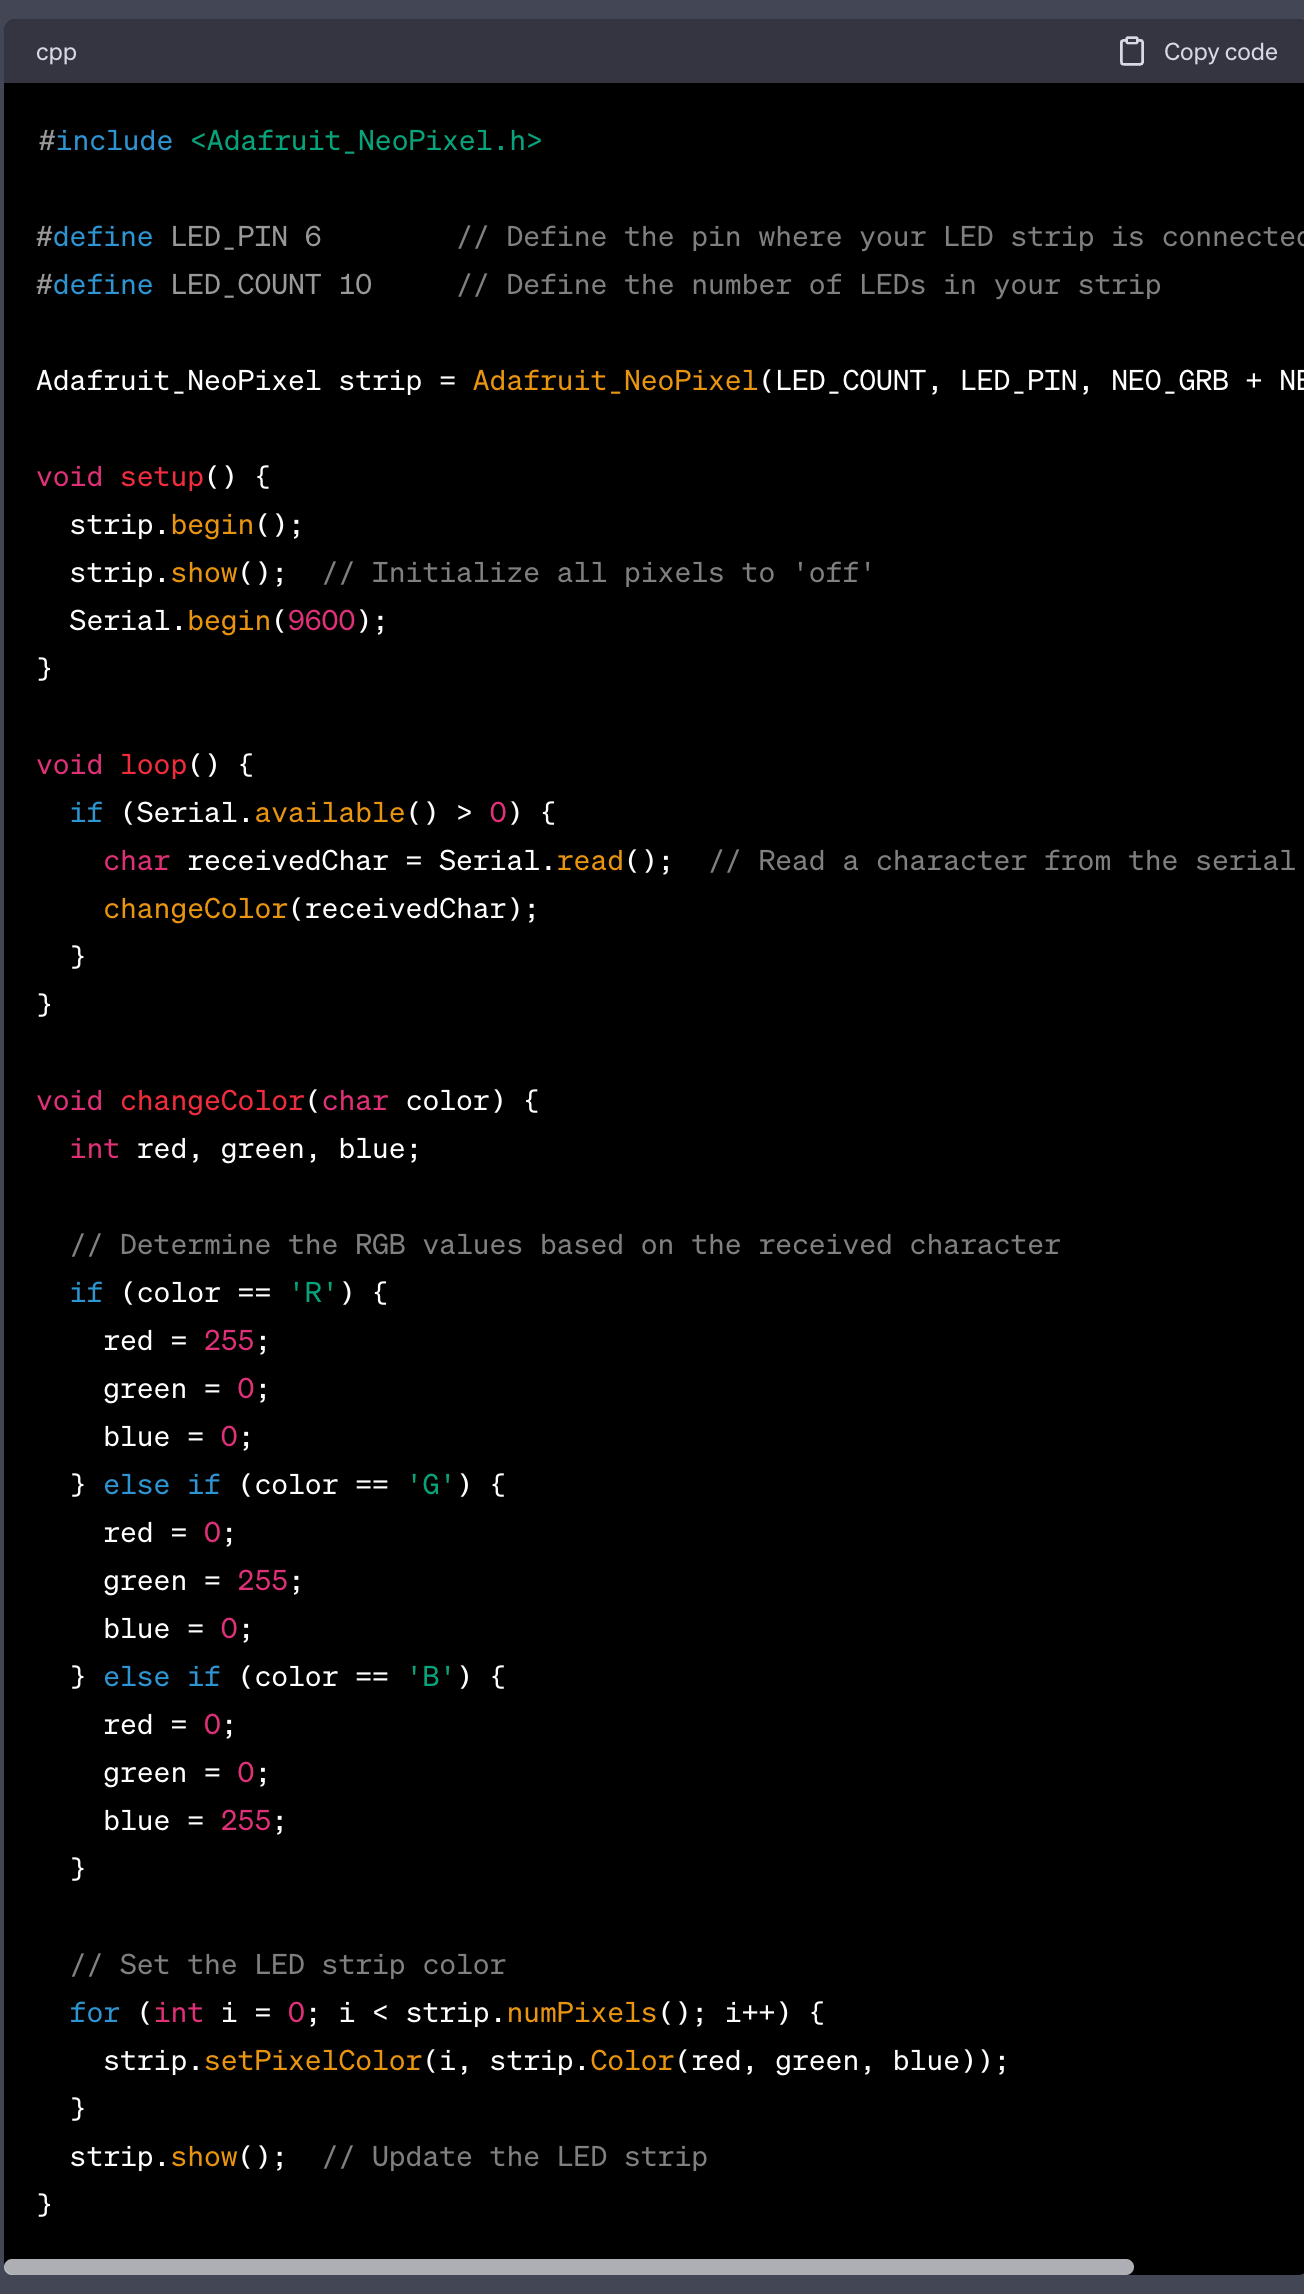 cpp
Copy code
#include <Adafruit_NeoPixel.h>
#define LED_PIN 6        // Define the pin where your LED strip is connected
#define LED_COUNT 10     // Define the number of LEDs in your strip
Adafruit_NeoPixel strip = Adafruit_NeoPixel(LED_COUNT, LED_PIN, NEO_GRB +
void setup() {
  strip.begin();
  strip.show();  // Initialize all pixels to 'off'
  Serial.begin(9600);
}
void loop() {
  if (Serial.available() > 0) {
    char receivedChar = Serial.read();  // Read a character from the serial
    changeColor(receivedChar);
  }
}
void changeColor(char color) {
  int red, green, blue;
  // Determine the RGB values based on the received character
  if (color == 'R') {
    red = 255;
    green = 0;
    blue = 0;
  } else if (color == 'G') {
    red = 0;
    green = 255;
    blue = 0;
  } else if (color == 'B') {
    red = 0;
    green = 0;
    blue = 255;
  }
  // Set the LED strip color
  for (int i = 0; i < strip.numPixels(); i++) {
    strip.setPixelColor(i, strip.Color(red, green, blue));
  }
  strip.show();  // Update the LED strip
}